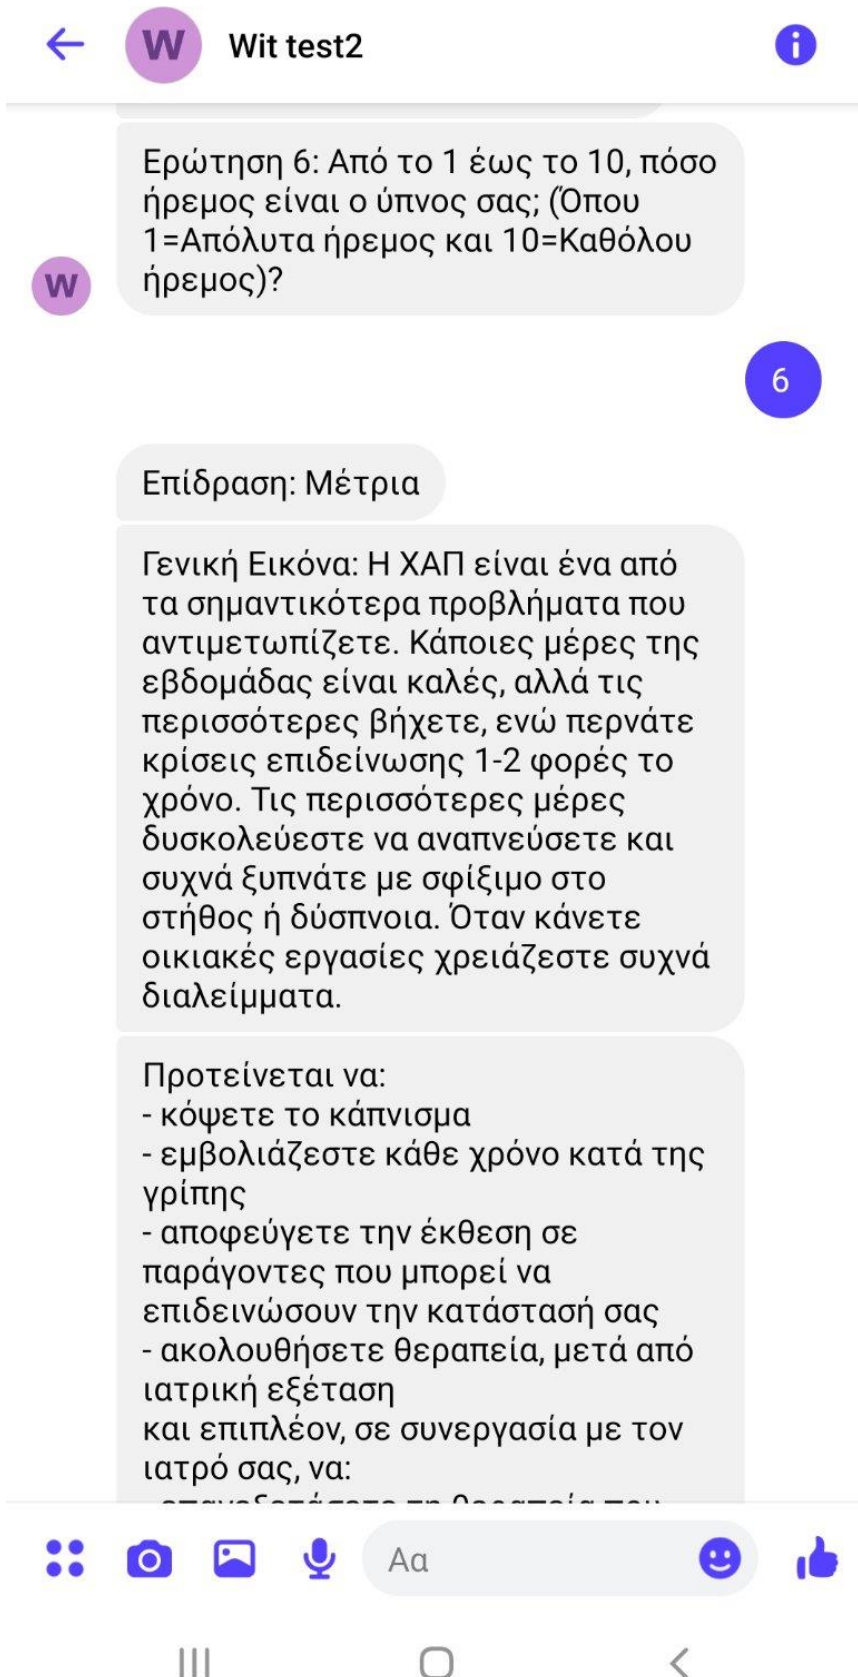 W
Wit test2
Ερώτηση 6: Από το 1 έως το 10, πόσο
ήρεμος είναι ο ύπνος σας; (Όπου
1=Απόλυτα ήρεμος και 10=Καθόλου
ήρεμος)?
W
6
Επίδραση: Μέτρια
Γενική Εικόνα: Η ΧΑΠ είναι ένα από
τα σημαντικότερα προβλήματα που
αντιμετωπίζετε. Κάποιες μέρες της
εβδομάδας είναι καλές, αλλά τις
περισσότερες βήχετε, ενώ περνάτε
κρίσεις επιδείνωσης 1-2 φορές το
χρόνο. Τις περισσότερες μέρες
δυσκολεύεστε να αναπνεύσετε και
συχνά ξυπνάτε με σφίξιμο στο
στήθος ή δύσπνοια. Όταν κάνετε
οικιακές εργασίες χρειάζεστε συχνά
διαλείμματα.
Προτείνεται να:
- κόψετε το κάπνισμα
- εμβολιάζεστε κάθε χρόνο κατά της
γρίπης
- αποφεύγετε την έκθεση σε
παράγοντες που μπορεί να
επιδεινώσουν την κατάστασή σας
- ακολουθήσετε θεραπεία, μετά από
ιατρική εξέταση
και επιπλέον, σε συνεργασία με τον
ιατρό σας, να:
Αα